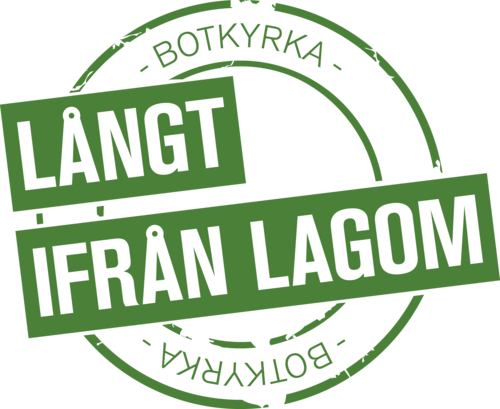 - BOTKYRKA -
LÅNGT
IFRÅN LAGOM
- BOTKYRKA -